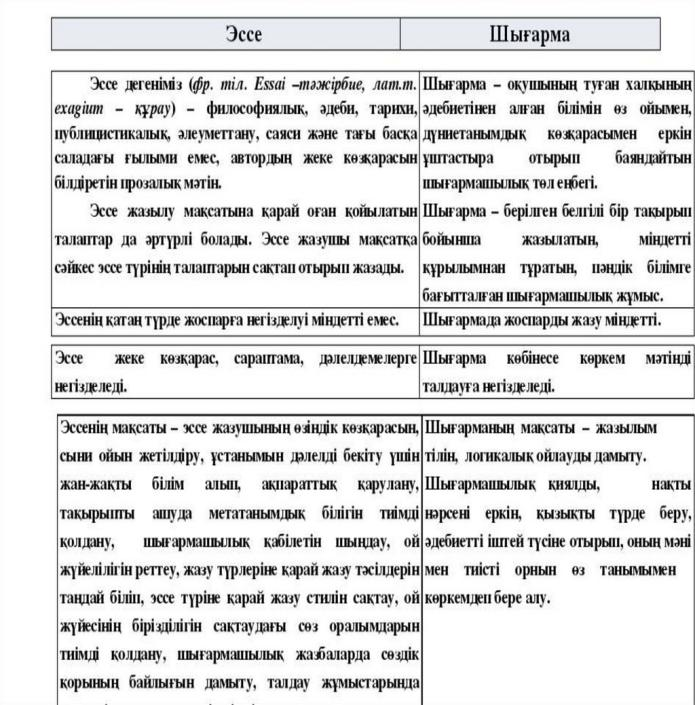 Эссе
Шығарма
Эссе дегеніміз (фр. тіл. Essai –тәжірбие, лат.т.
exagium – құрау) – философиялық, әдеби, тарихи,
публицистикалық, әлеуметтану, саяси және тағы басқа
саладағы ғылыми емес, автордың жеке көзқарасын
білдіретін прозалық мәтін.
Эссе жазылу мақсатына қарай оған қойылатын
талаптар да әртүрлі болады. Эссе жазушы мақсатқа
сәйкес эссе түрінің талаптарын сақтап отырып жазады.
Шығарма – оқушының туған халқының
әдебиетінен алған білімін өз ойымен,
дүниетанымдық көзқарасымен еркін
ұштастыра отырып баяндайтын
шығармашылық төл еңбегі.
Шығарма – берілген белгілі бір тақырып
бойынша жазылатын, міндетті
құрылымнан тұратын, пәндік білімге
бағытталған шығармашылық жұмыс.
Эссенің қатаң түрде жоспарға негізделуі міндетті емес.
Шығармада жоспарды жазу міндетті.
Эссе жеке көзқарас, сараптама, дәлелдемелерге
негізделеді.
Шығарма көбінесе көркем мәтінді
талдауға негізделеді.
Эссенің мақсаты – эссе жазушының өзіндік көзқарасын,
сыни ойын жетілдіру, ұстанымын дәлелді бекіту үшін
жан-жақты білім алып, ақпараттық қарулану,
тақырыпты ашуда метатанымдық білігін тиімді
қолдану, шығармашылық қабілетін шыңдау, ой
жүйелілігін реттеу, жазу түрлеріне қарай жазу тәсілдерін
таңдай біліп, эссе түріне қарай жазу стилін сақтау, ой
жүйесінің бірізділігін сақтаудағы сөз оралымдарын
тиімді қолдану, шығармашылық жазбаларда сөздік
қорының байлығын дамыту, талдау жұмыстарында
Шығарманың мақсаты – жазылым
тілін, логикалық ойлауды дамыту.
Шығармашылық қиялды, нақты
нәрсені еркін, қызықты түрде беру,
әдебиетті іштей түсіне отырып, оның мәні
мен тиісті орнын өз танымымен
көркемдеп бере алу.